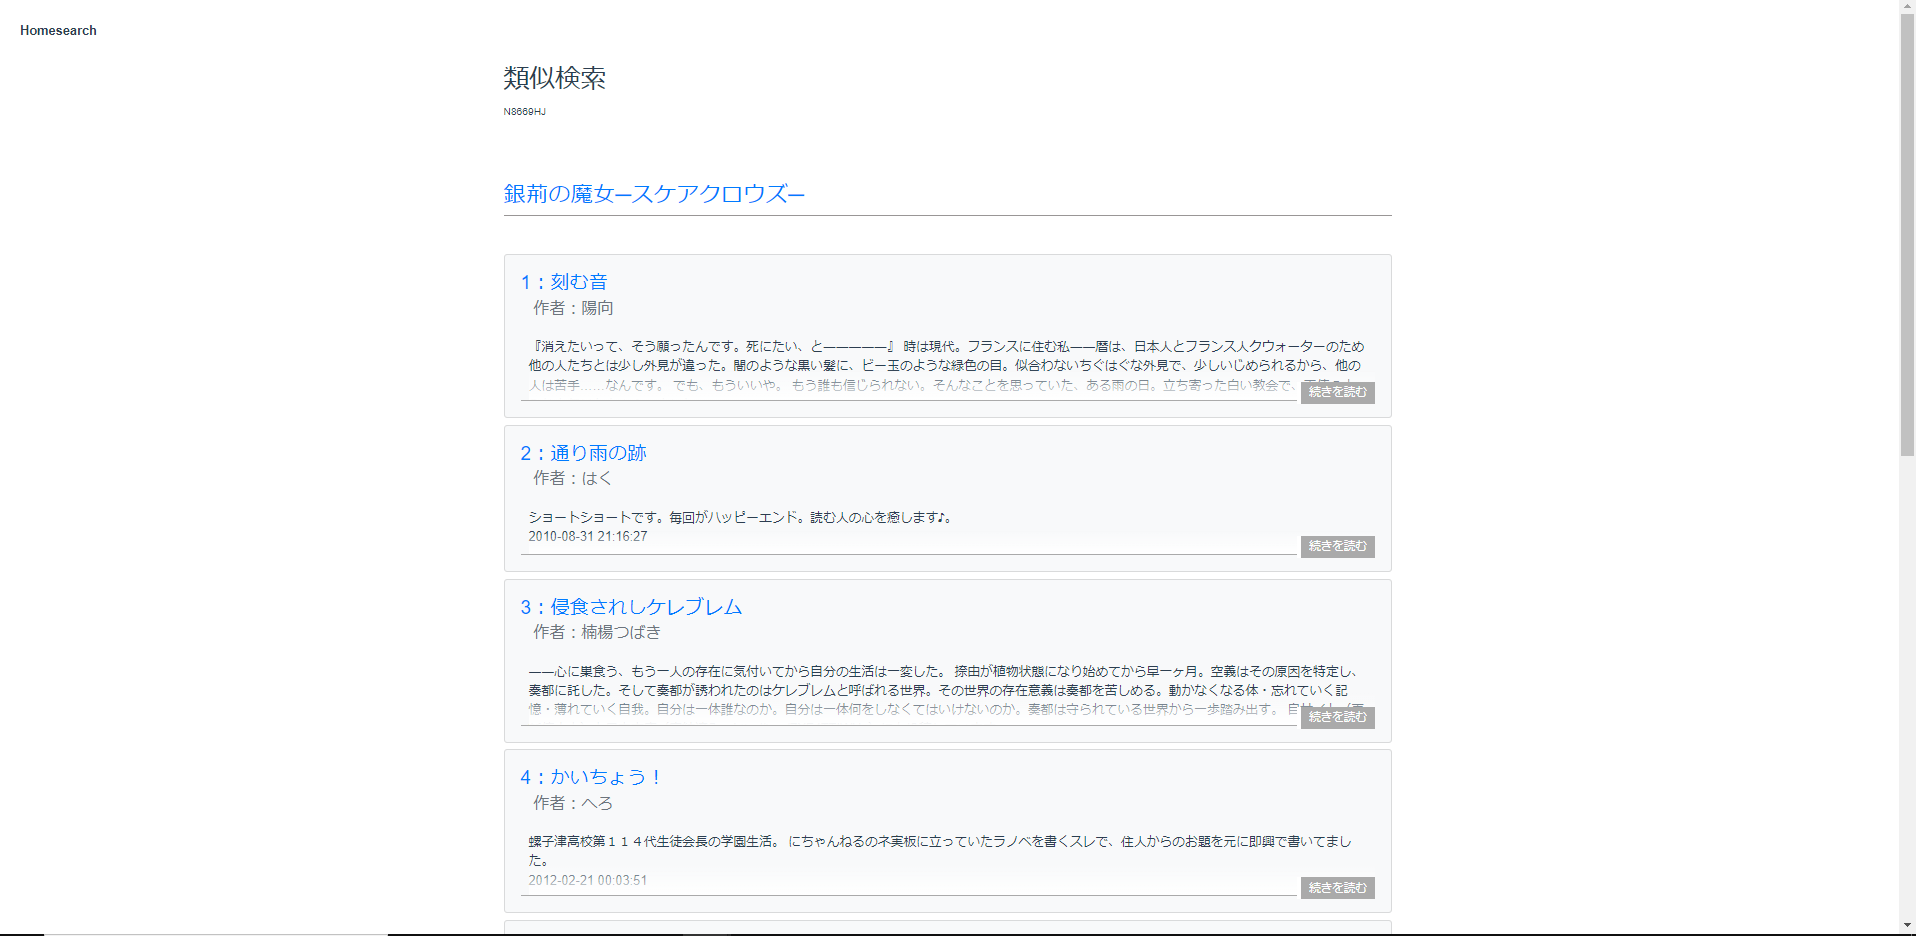 Homesearch
類似検索
N8669HJ
銀荊の魔女―スケアクロウズ―
1：刻む音
作者：陽向
『消えたいって、そう願ったんです。死にたい、と―――――』 時は現代。フランスに住む私――暦は、日本人とフランス人クウォーターのため
他の人たちとは少し外見が違った。闇のような黒い髪に、ビー玉のような緑色の目。似合わないちぐはぐな外見で、少しいじめられるから、他の
人は苦手……なんです。 でも、もういいや。 もう誰も信じられない。そんなことを思っていた、ある雨の日。立ち寄った白い教会で、
続きを読む
2：通り雨の跡
作者：はく
ショートショートです。毎回がハッピーエンド。読む人の心を癒します♪。
2010-08-31 21:16:27
続きを読む
3：侵食されしケレブレム
作者：楠楊つばき
――心に巣食う、もう一人の存在に気付いてから自分の生活は一変した。 捺由が植物状態になり始めてから早一ヶ月。空義はその原因を特定し、
奏都に託した。そして奏都が誘われたのはケレブレムと呼ばれる世界。その世界の存在意義は奏都を苦しめる。動かなくなる体・忘れていく記
憶・薄れていく自我。自分は一体誰なのか。自分は一体何をしなくてはいけないのか。奏都は守られている世界から一歩踏み出す。
続きを読む
4：かいちょう！
作者：へろ
螺子津高校第１１４代生徒会長の学園生活。 にちゃんねるのネ実板に立っていたラノベを書くスレで、住人からのお題を元に即興で書いてまし
た。
2012-02-21 00:03:51
続きを読む